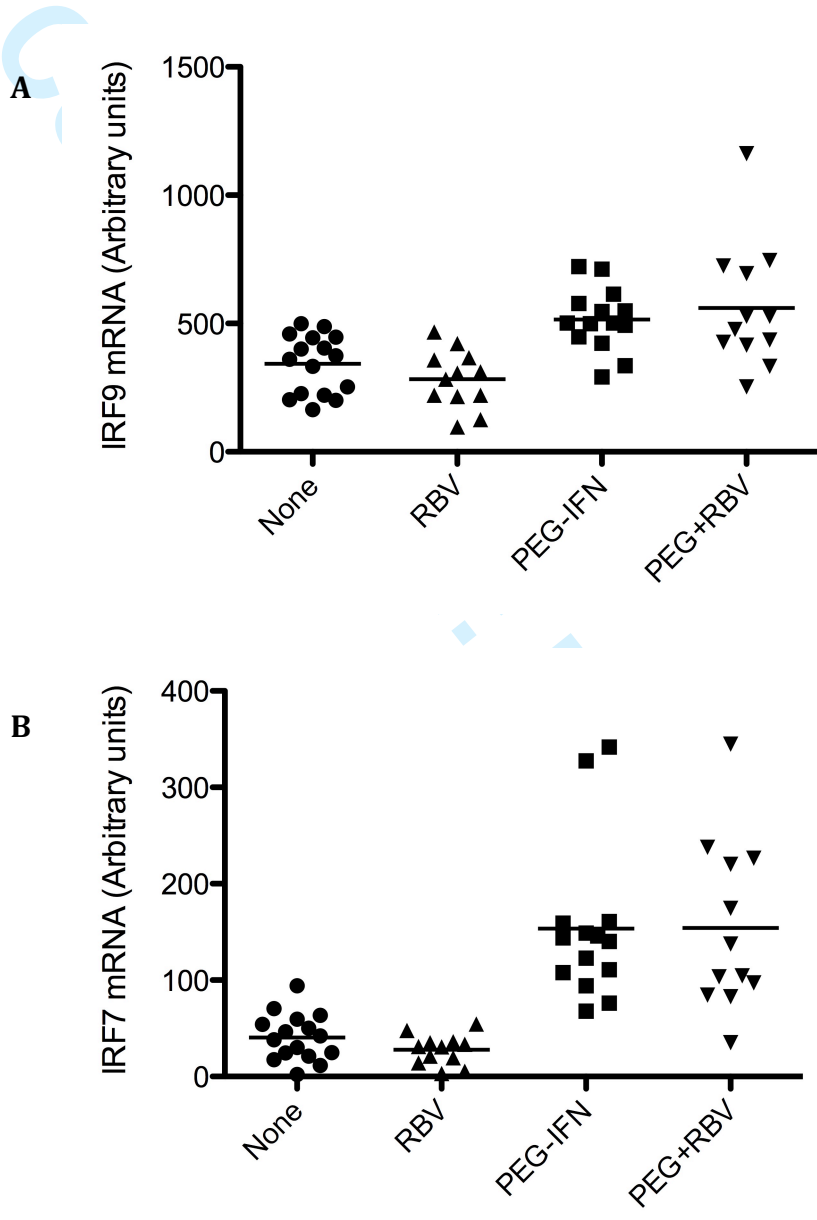 A
IRF9 mRNA (Arbitrary units)
1500
1000
500
0
None
RBV
PEG-IFN
PEG+RBV
B
IRF7 mRNA (Arbitrary units)
400
300
200
100
0
None
RBV
PEG-IFN
PEG+RBV